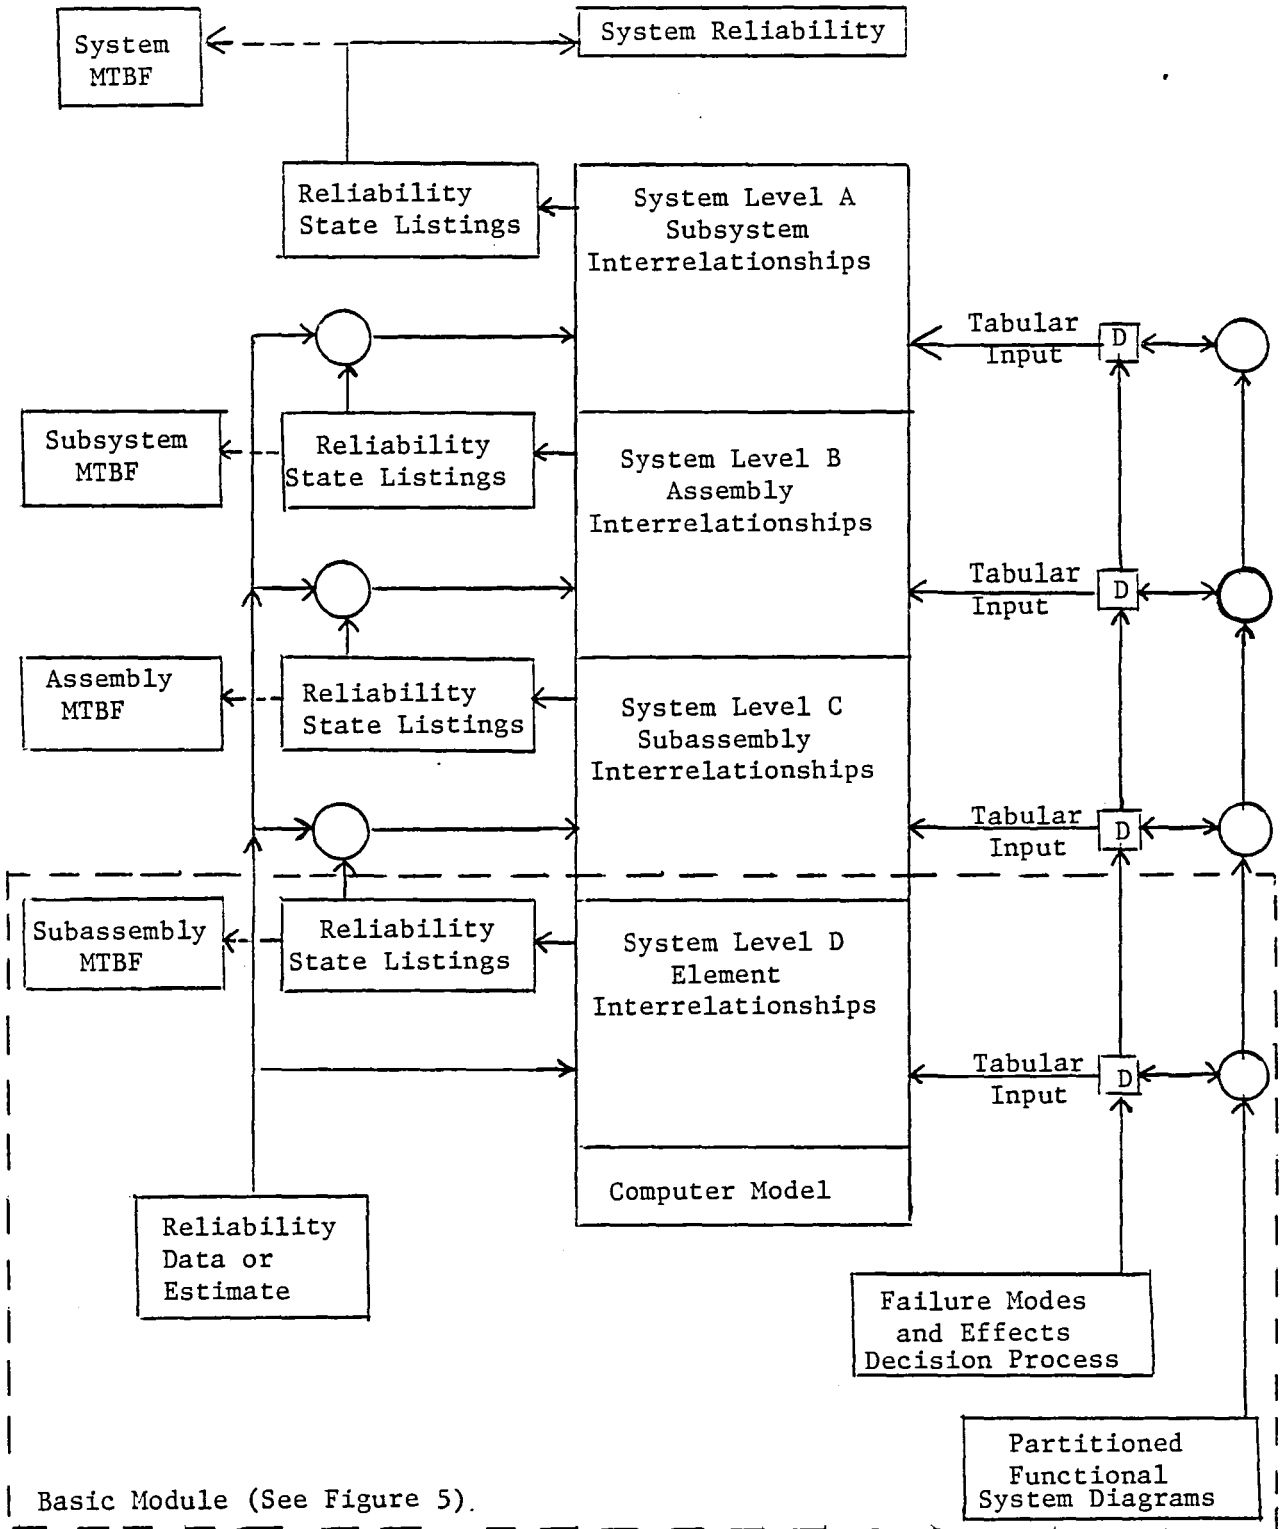 System
MTBF
System Reliability
Reliability
State Listings
System Level A
Subsystem
Interrelationships
Tabular
Input
D
Subsystem
MTBF
Reliability
State Listings
System Level B
Assembly
Interrelationships
Tabular
Input
D
Assembly
MTBF
Reliability
State Listings
System Level C
Subassembly
Interrelationships
Tabular
Input
D
Subassembly
MTBF
Reliability
State Listings
System Level D
Element
Interrelationships
Tabular
Input
D
Computer Model
Reliability
Data or
Estimate
Failure Modes
and Effects
Decision Process
Partitioned
Functional
System Diagrams
Basic Module (See Figure 5).